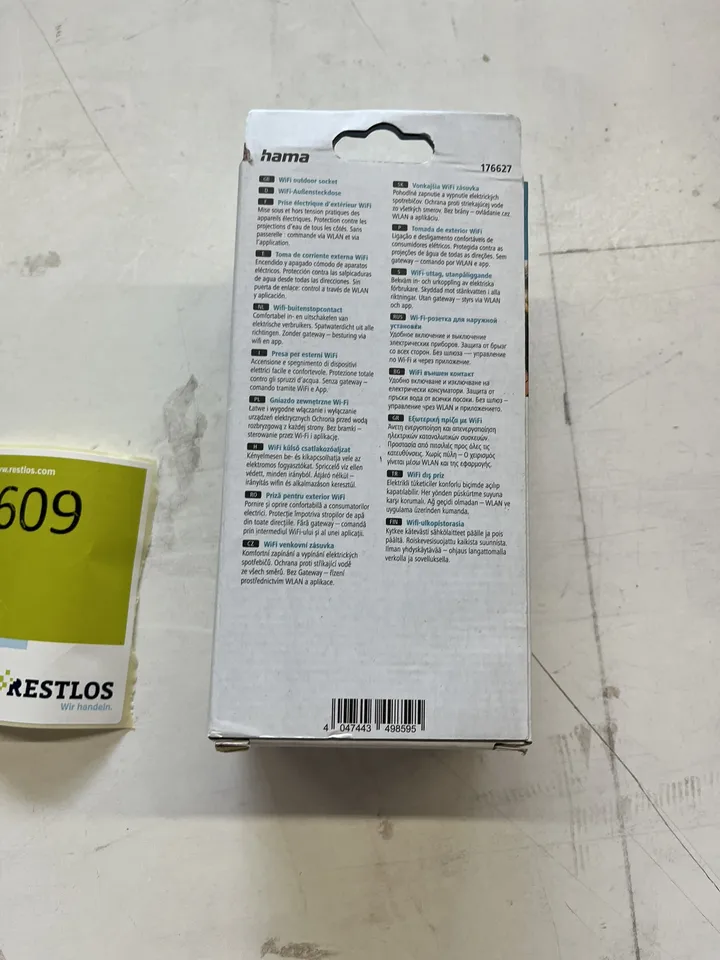 hama
176627
GB WiFi outdoor socket
D WiFi-Außensteckdose
F Prise électrique d'extérieur WiFi
Mise sous et hors tension pratiques des
appareils électriques. Protection contre les
projections d'eau de tous les côtés. Sans
passerelle : commande via WLAN et via
l'application.
E Toma de corriente externa WiFi
Encendido y apagado cómodo de aparatos
eléctricos. Protección contra las salpicaduras
de agua desde todas las direcciones. Sin
puerta de enlace: control a través de WLAN
y aplicación.
NL Wifi-buitenstopcontact
Comfortabel in- en uitschakelen van
elektrische verbruikers. Spatwaterdicht uit alle
richtingen. Zonder gateway – besturing via
wifi en app.
I Presa per esterni WiFi
Accensione e spegnimento di dispositivi
elettrici facile e confortevole. Protezione totale
contro gli spruzzi d'acqua. Senza gateway –
comando tramite WiFi e App.
PL Gniazdo zewnętrzne Wi-Fi
Łatwe i wygodne włączanie i wyłączanie
urządzeń elektrycznych Ochrona przed wodą
rozbryzgową z każdej strony. Bez bramki –
sterowanie przez Wi-Fi i aplikację.
H WiFi külső csatlakozóaljzat
Kényelmesen be- és kikapcsolhatja vele az
elektromos fogyasztókat. Spriccelő víz ellen
védett, minden irányból. Átjáró nélkül –
irányítás wifin és alkalmazáson keresztül.
RO Priză pentru exterior WiFi
Pornire și oprire confortabilă a consumatorilor
electrici. Protecție împotriva stropilor de apă
din toate direcțiile. Fără gateway – comandă
prin intermediul WiFi-ului și al unei aplicații.
CZ WiFi venkovní zásuvka
Komfortní zapínání a vypínání elektrických
spotřebičů. Ochrana proti stříkající vodě
ze všech směrů. Bez Gateway – řízení
prostřednictvím WLAN a aplikace.
SK Vonkajšia WiFi zásuvka
Pohodlné zapnutie a vypnutie elektrických
spotrebičov. Ochrana proti striekajúcej vode
zo všetkých smerov. Bez brány – ovládanie cez
WLAN a aplikáciu.
P Tomada de exterior WiFi
Ligação e desligamento confortáveis de
consumidores elétricos. Protegida contra as
projeções de água de todas as direções. Sem
gateway – comando por WLAN e app.
S WiFi-uttag, utanpåliggande
Bekväm in- och urkoppling av elektriska
förbrukare. Skyddad mot stänkvatten i alla
riktningar. Utan gateway – styrs via WLAN
och app.
RUS Wi-Fi-розетка для наружной
установки
Удобное включение и выключение
электрических приборов. Защита от брызг
со всех сторон. Без шлюза — управление
по Wi-Fi и через приложение.
BG WiFi външен контакт
Удобно включване и изключване на
електрически консуматори. Защита от
пръски вода от всички посоки. Без шлюз –
управление чрез WLAN и приложението.
GR Εξωτερική πρίζα με WiFi
Άνετη ενεργοποίηση και απενεργοποίηση
ηλεκτρικών καταναλωτικών συσκευών.
Προστασία από πιτσιλιές προς όλες τις
κατευθύνσεις. Χωρίς πύλη – Ο χειρισμός
γίνεται μέσω WLAN και της εφαρμογής.
TR WiFi dış priz
Elektrikli tüketiciler konforlu biçimde açılıp
kapatılabilir. Her yönden püskürtme suyuna
karşı korumalı. Ağ geçidi olmadan – WLAN ve
uygulama üzerinden kumanda.
FIN Wifi-ulkopistorasia
Kytkee kätevästi sähkölaitteet päälle ja pois
päältä. Roiskevesisuojattu kaikista suunnista.
Ilman yhdyskäytävää – ohjaus langattomalla
verkolla ja sovelluksella.
4 047443 498595
www.restlos.com
609
RESTLOS
Wir handeln.